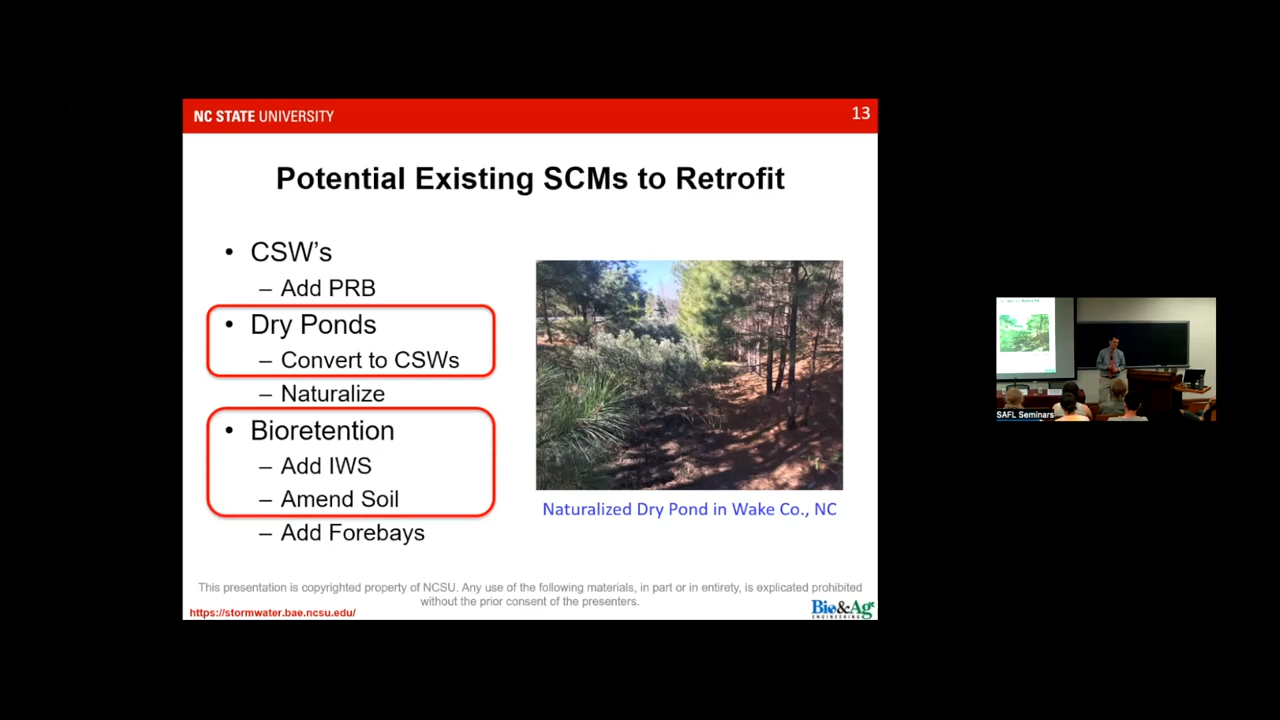 NC STATE UNIVERSITY
13
Potential Existing SCMs to Retrofit
• CSW's
– Add PRB
• Dry Ponds
– Convert to CSWs
– Naturalize
• Bioretention
– Add IWS
– Amend Soil
– Add Forebays
Naturalized Dry Pond in Wake Co., NC
This presentation is copyrighted property of NCSU. Any use of the following materials, in part or in entirety, is explicated prohibited
without the prior consent of the presenters.
https://stormwater.bae.ncsu.edu/
Bio&Ag
ENGINEERING
SAFL Seminars